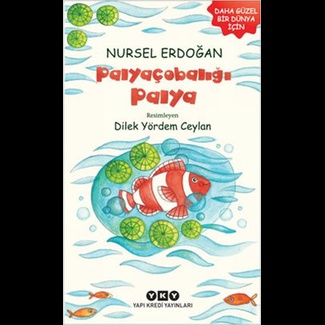 DAHA GÜZEL
BİR DÜNYA
İÇİN
NURSEL ERDOĞAN
Palyaçobalığı
Palya
Resimleyen
Dilek Yördem Ceylan
YKY
YAPI KREDİ YAYINLARI